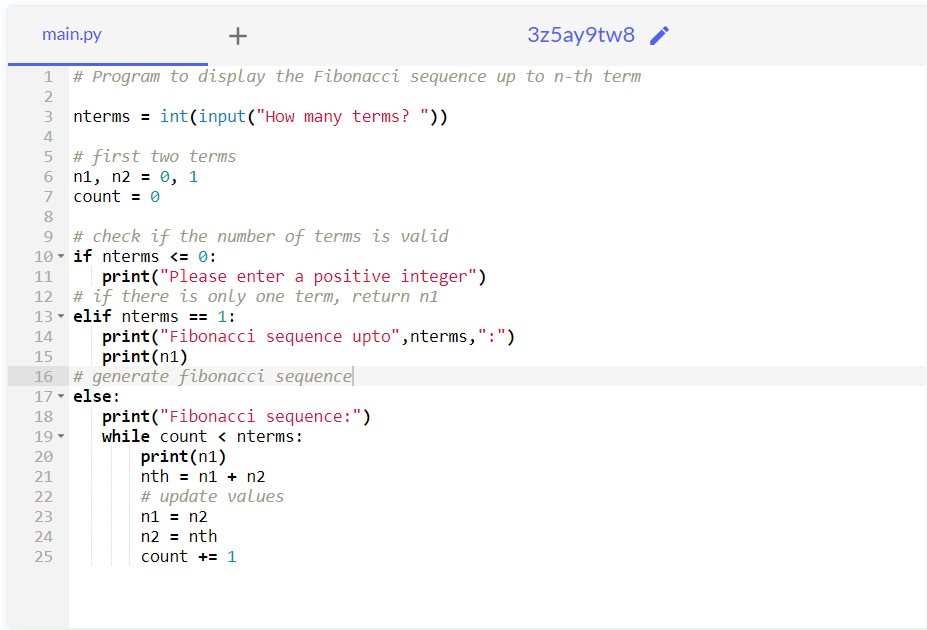 main.py
+
3z5ay9tw8
1 # Program to display the Fibonacci sequence up to n-th term
2
3 nterms = int(input("How many terms? "))
4
5 # first two terms
6 n1, n2 = 0, 1
7 count = 0
8
9 # check if the number of terms is valid
10 if nterms <= 0:
11    print("Please enter a positive integer")
12 # if there is only one term, return n1
13 elif nterms == 1:
14    print("Fibonacci sequence upto",nterms,":")
15    print(n1)
16 # generate fibonacci sequence
17 else:
18    print("Fibonacci sequence:")
19    while count < nterms:
20        print(n1)
21        nth = n1 + n2
22        # update values
23        n1 = n2
24        n2 = nth
25        count += 1